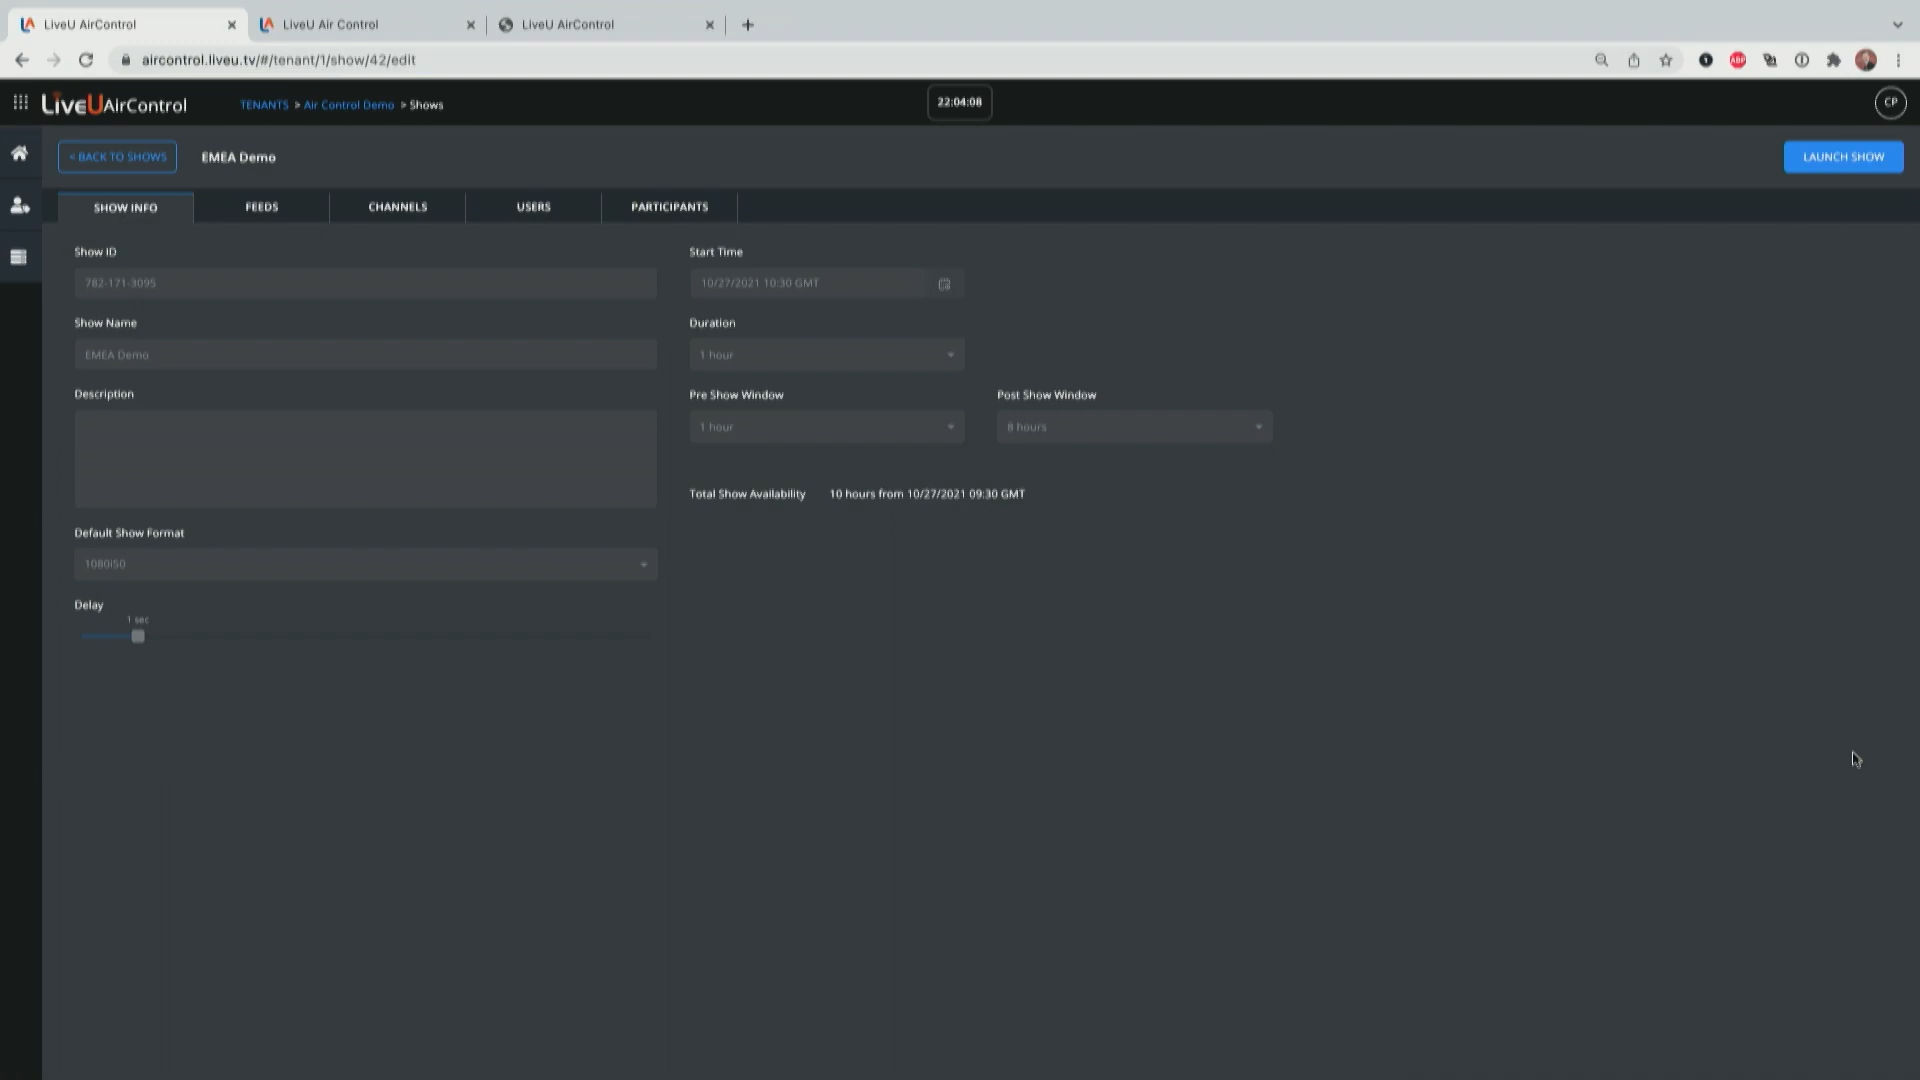 LiveU AirControl
LiveU Air Control
LiveU AirControl
aircontrol.liveu.tv/#/tenant/1/show/42/edit
ABP
LiveU AirControl
TENANTS > Air Control Demo > Shows
22:04:08
CP
< BACK TO SHOWS
EMEA Demo
LAUNCH SHOW
SHOW INFO
FEEDS
CHANNELS
USERS
PARTICIPANTS
Show ID
782-171-3095
Show Name
EMEA Demo
Description
Default Show Format
1080i50
Delay
1 sec
Start Time
10/27/2021 10:30 GMT
Duration
1 hour
Pre Show Window
1 hour
Post Show Window
8 hours
Total Show Availability 10 hours from 10/27/2021 09:30 GMT